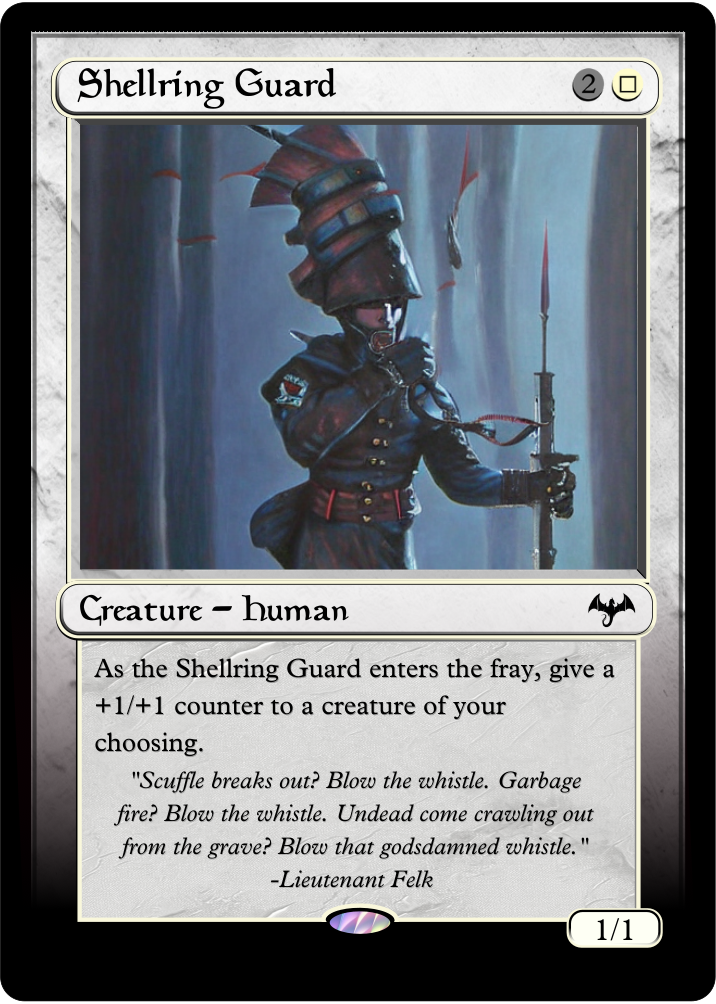 Shellring Guard 2
Creature – Human
As the Shellring Guard enters the fray, give a
+1/+1 counter to a creature of your
choosing.
"Scuffle breaks out? Blow the whistle. Garbage
fire? Blow the whistle. Undead come crawling out
from the grave? Blow that godsdamned whistle."
-Lieutenant Felk
1/1